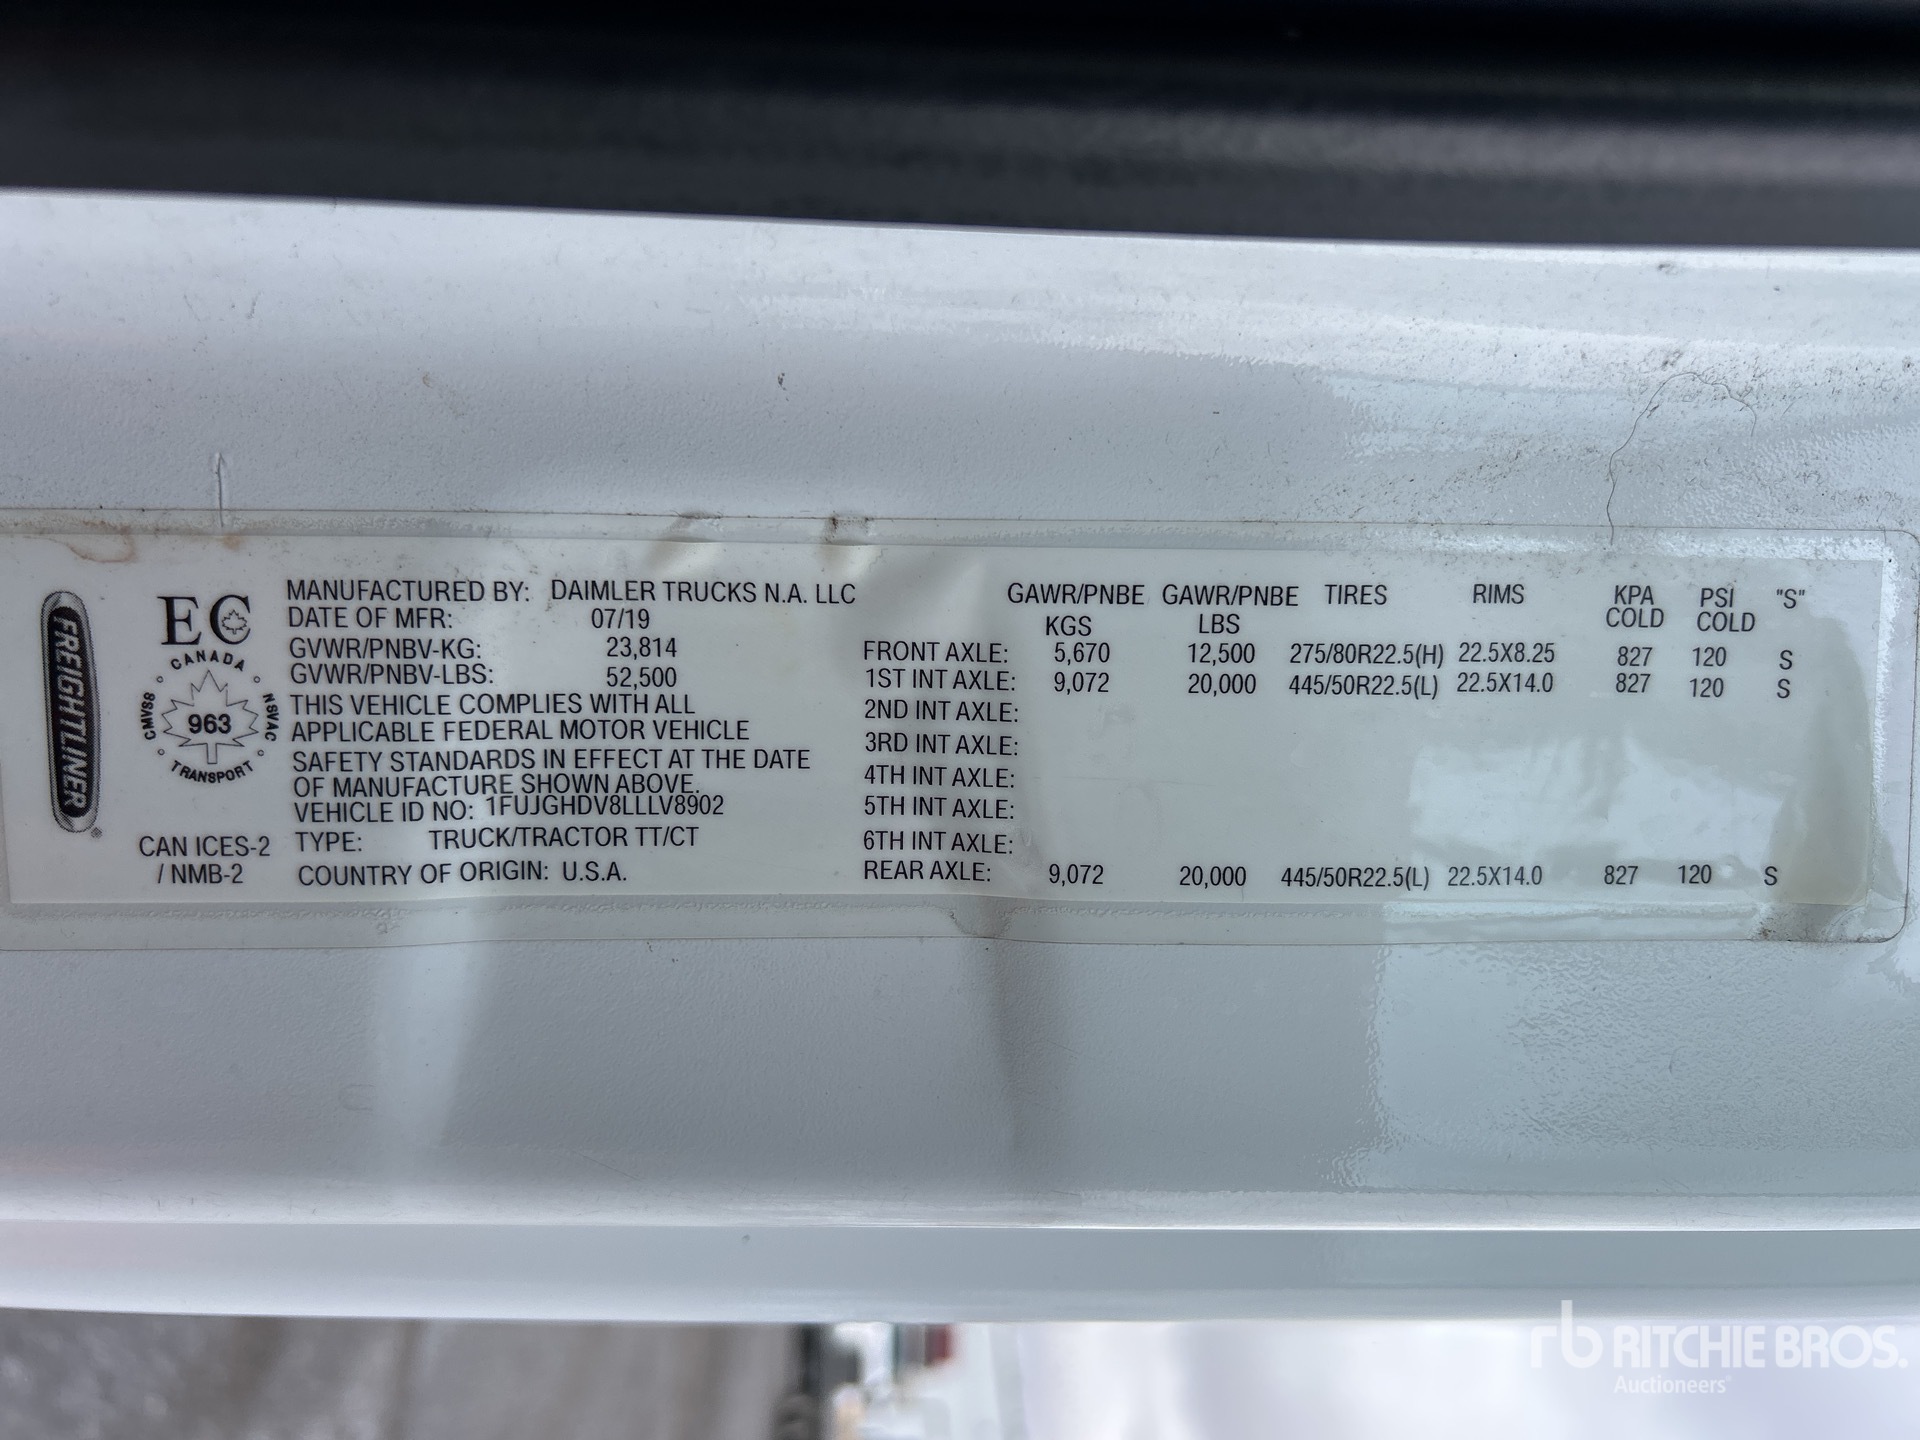 FREIGHTLINER®
EC
CANADA
CMVSS
NSVAC
963
TRANSPORT
CAN ICES-2
/ NMB-2
MANUFACTURED BY: DAIMLER TRUCKS N.A. LLC
DATE OF MFR: 07/19
GVWR/PNBV-KG: 23,814
GVWR/PNBV-LBS: 52,500
THIS VEHICLE COMPLIES WITH ALL
APPLICABLE FEDERAL MOTOR VEHICLE
SAFETY STANDARDS IN EFFECT AT THE DATE
OF MANUFACTURE SHOWN ABOVE.
VEHICLE ID NO: 1FUJGHDV8LLLV8902
TYPE: TRUCK/TRACTOR TT/CT
COUNTRY OF ORIGIN: U.S.A.
GAWR/PNBE GAWR/PNBE TIRES RIMS KPA PSI "S"
KGS LBS COLD COLD
FRONT AXLE: 5,670 12,500 275/80R22.5(H) 22.5X8.25 827 120 S
1ST INT AXLE: 9,072 20,000 445/50R22.5(L) 22.5X14.0 827 120 S
2ND INT AXLE:
3RD INT AXLE:
4TH INT AXLE:
5TH INT AXLE:
6TH INT AXLE:
REAR AXLE: 9,072 20,000 445/50R22.5(L) 22.5X14.0 827 120 S
rb RITCHIE BROS.
Auctioneers